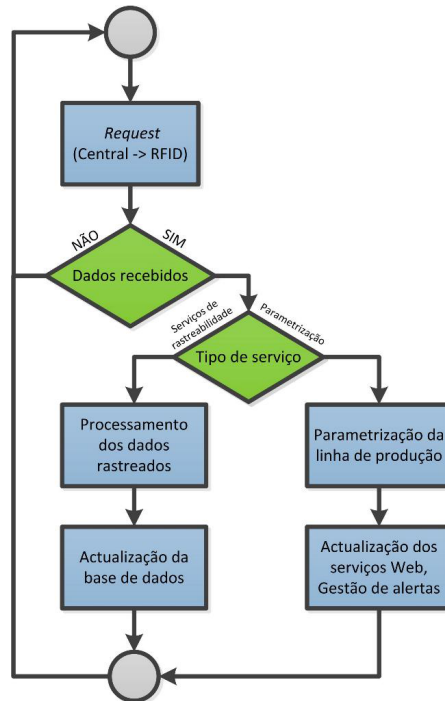 Request
(Central -> RFID)
NÃO
SIM
Dados recebidos
Serviços de
rastreabilidade
Parametrização
Tipo de serviço
Processamento
dos dados
rastreados
Parametrização da
linha de produção
Actualização da
base de dados
Actualização dos
serviços Web,
Gestão de alertas